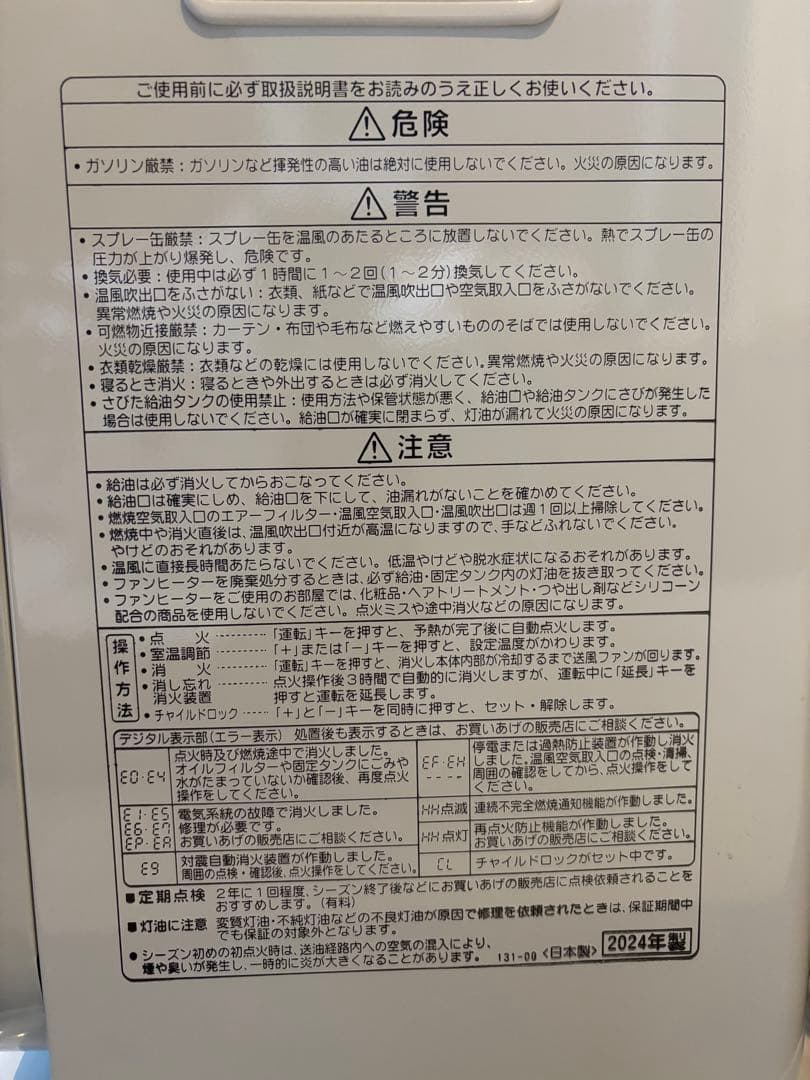 ご使用前に必ず取扱説明書をお読みのうえ正しくお使いください。
⚠危険
• ガソリン厳禁：ガソリンなど揮発性の高い油は絶対に使用しないでください。火災の原因になります。
⚠警告
• スプレー缶厳禁：スプレー缶を温風のあたるところに放置しないでください。熱でスプレー缶の
圧力が上がり爆発し、危険です。
• 換気必要：使用中は必ず1時間に1～2回(1～2分)換気してください。
• 温風吹出口をふさがない：衣類、紙などで温風吹出口や空気取入口をふさがないでください。
異常燃焼や火災の原因になります。
• 可燃物近接厳禁：カーテン・布団や毛布など燃えやすいもののそばでは使用しないでください。
火災の原因になります。
• 衣類乾燥厳禁：衣類などの乾燥には使用しないでください。異常燃焼や火災の原因になります。
• 寝るとき消火：寝るときや外出するときは必ず消火してください。
• さびた給油タンクの使用禁止：使用方法や保管状態が悪く、給油口や給油タンクにさびが発生した
場合は使用しないでください。給油口が確実に閉まらず、灯油が漏れて火災の原因になります。
⚠注意
• 給油は必ず消火してからおこなってください。
• 給油口は確実にしめ、給油口を下にして、油漏れがないことを確かめてください。
• 燃焼空気取入口のエアーフィルター・温風空気取入口・温風吹出口は週1回以上掃除してください。
• 燃焼中や消火直後は、温風吹出口付近が高温になりますので、手などふれないでください。
やけどのおそれがあります。
• 温風に直接長時間あたらないでください。低温やけどや脱水症状になるおそれがあります。
• ファンヒーターを廃棄処分するときは、必ず給油・固定タンク内の灯油を抜き取ってください。
• ファンヒーターをご使用のお部屋では、化粧品・ヘアトリートメント・つや出し剤などシリコーン
配合の商品を使用しないでください。点火ミスや途中消火などの原因になります。
操作方法
• 点火 --------- 「運転」キーを押すと、予熱が完了後に自動点火します。
• 室温調節 --------- 「+」または「−」キーを押すと、設定温度がかわります。
• 消火 --------- 「運転」キーを押すと、消火し本体内部が冷却するまで送風ファンが回ります。
• 消し忘れ --------- 点火操作後3時間で自動的に消火しますが、運転中に「延長」キーを
消火装置 押すと運転を延長します。
• チャイルドロック ------ 「+」と「−」キーを同時に押すと、セット・解除します。
デジタル表示部(エラー表示) 処置後も表示するときは、お買いあげの販売店にご相談ください。
E0・E4
点火時及び燃焼途中で消火しました。
オイルフィルターや固定タンクにごみや
水がたまっていないか確認後、再度点火
操作をしてください。
EF・EH
----
停電または過熱防止装置が作動し消火
しました。温風空気取入口の点検・清掃、
周囲の確認をしてから、点火操作をして
ください。
E1・E5
E6・E7
EP・EA
電気系統の故障で消火しました。
修理が必要です。
お買いあげの販売店にご相談ください。
HH点滅
連続不完全燃焼通知機能が作動しました。
HH点灯
再点火防止機能が作動しました。
お買いあげの販売店にご相談ください。
E9
対震自動消火装置が作動しました。
周囲の点検・確認後、点火操作をしてください。
CL
チャイルドロックがセット中です。
■定期点検 2年に1回程度、シーズン終了後などにお買いあげの販売店に点検依頼されることを
おすすめします。(有料)
■灯油に注意 変質灯油・不純灯油などの不良灯油が原因で修理を依頼されたときは、保証期間中
でも保証の対象外となります。
● シーズン初めの初点火時は、送油経路内への空気の混入により、
煙や臭いが発生し、一時的に炎が大きくなることがあります。 131-00 <日本製> 2024年製